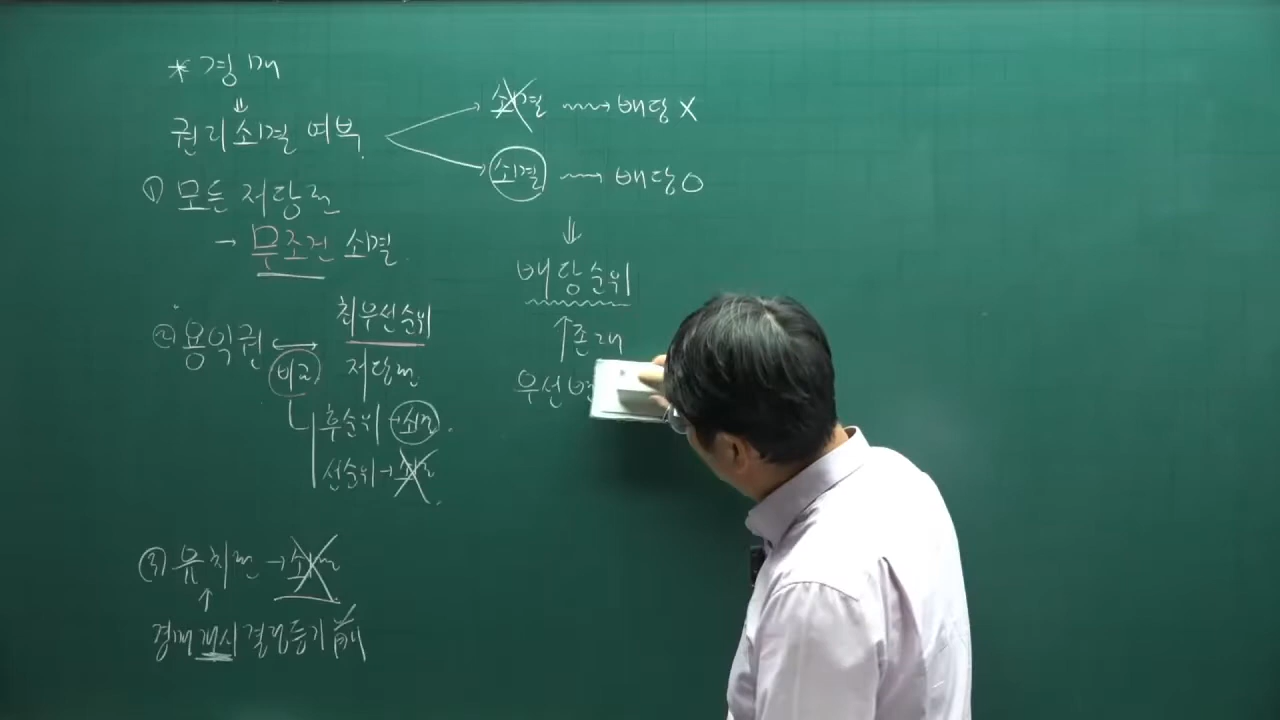 * 경매
⇓
권리소멸 여부
소멸 → 배당 X
소멸 → 배당 O
① 모든 저당권
→ 무조건 소멸.
② 용익권 ↔ 최우선순위
비교 저당권
후순위 → 소멸.
선순위 → 소멸.
③ 유치권 → 소멸
↑
경매개시결정등기 前
⇓
배당순위
↑ 존재
우선변